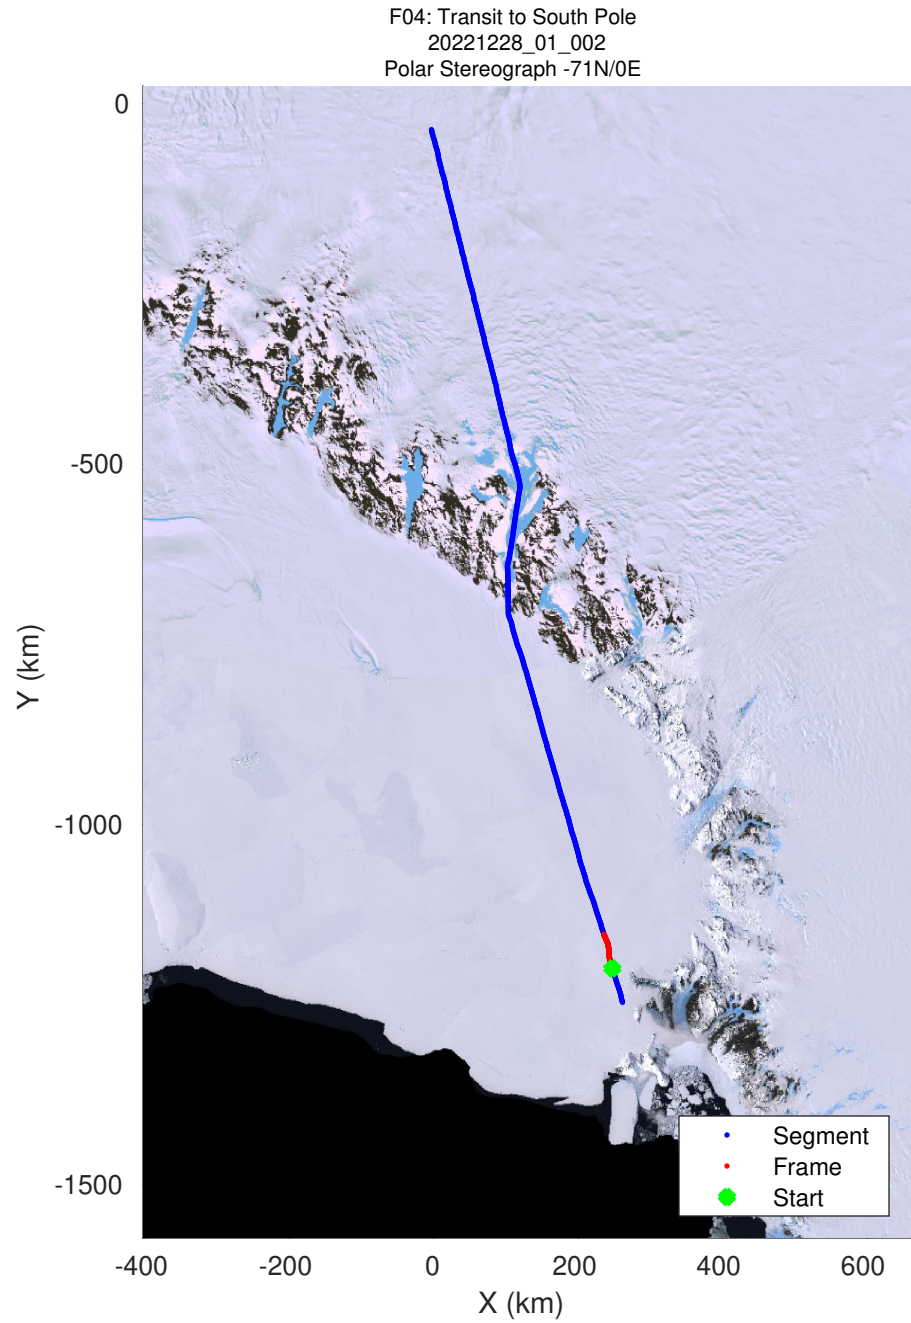 F04: Transit to South Pole
20221228_01_002
Polar Stereograph -71N/0E
0
-500
-1000
-1500
Y (km)
-400
-200
0
200
400
600
X (km)
Segment
Frame
Start